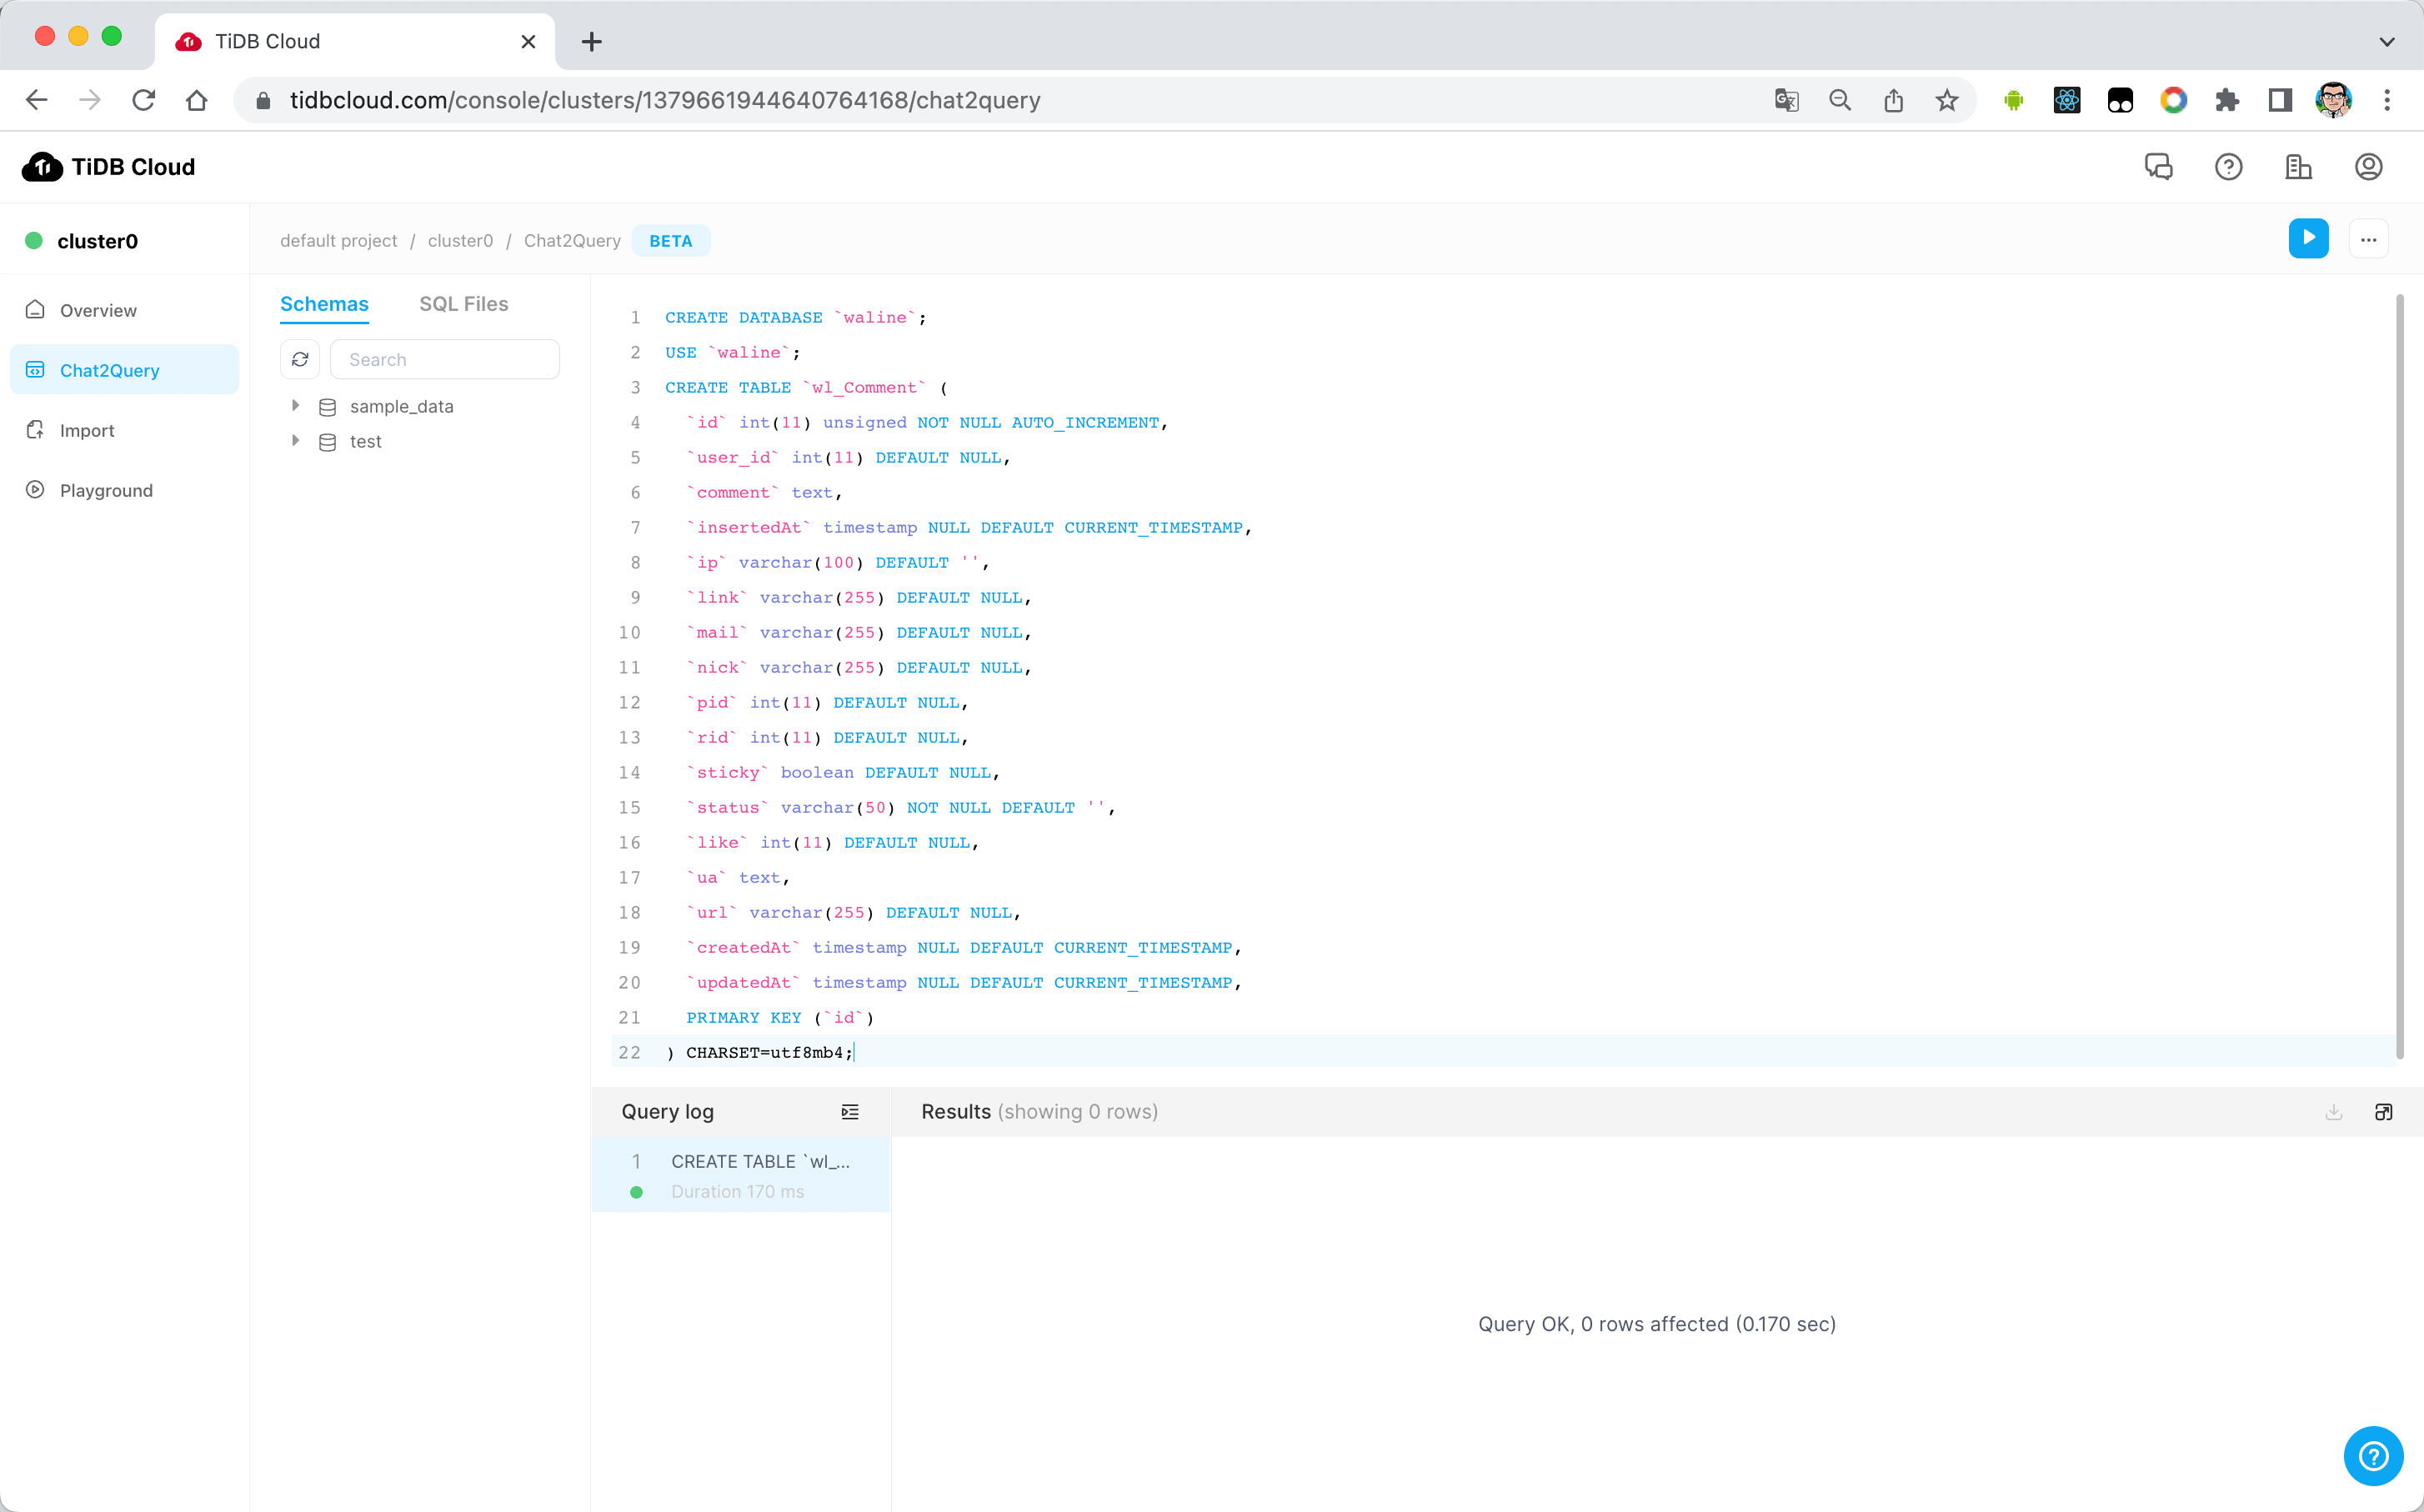 TiDB Cloud
tidbcloud.com/console/clusters/1379661944640764168/chat2query
TiDB Cloud
cluster0
default project / cluster0 / Chat2Query BETA
Overview
Chat2Query
Import
Playground
Schemas SQL Files
Search
sample_data
test
1 CREATE DATABASE `waline`;
2 USE `waline`;
3 CREATE TABLE `wl_Comment` (
4 `id` int(11) unsigned NOT NULL AUTO_INCREMENT,
5 `user_id` int(11) DEFAULT NULL,
6 `comment` text,
7 `insertedAt` timestamp NULL DEFAULT CURRENT_TIMESTAMP,
8 `ip` varchar(100) DEFAULT '',
9 `link` varchar(255) DEFAULT NULL,
10 `mail` varchar(255) DEFAULT NULL,
11 `nick` varchar(255) DEFAULT NULL,
12 `pid` int(11) DEFAULT NULL,
13 `rid` int(11) DEFAULT NULL,
14 `sticky` boolean DEFAULT NULL,
15 `status` varchar(50) NOT NULL DEFAULT '',
16 `like` int(11) DEFAULT NULL,
17 `ua` text,
18 `url` varchar(255) DEFAULT NULL,
19 `createdAt` timestamp NULL DEFAULT CURRENT_TIMESTAMP,
20 `updatedAt` timestamp NULL DEFAULT CURRENT_TIMESTAMP,
21 PRIMARY KEY (`id`)
22 ) CHARSET=utf8mb4;
Query log
1 CREATE TABLE `wl_...
Duration 170 ms
Results (showing 0 rows)
Query OK, 0 rows affected (0.170 sec)